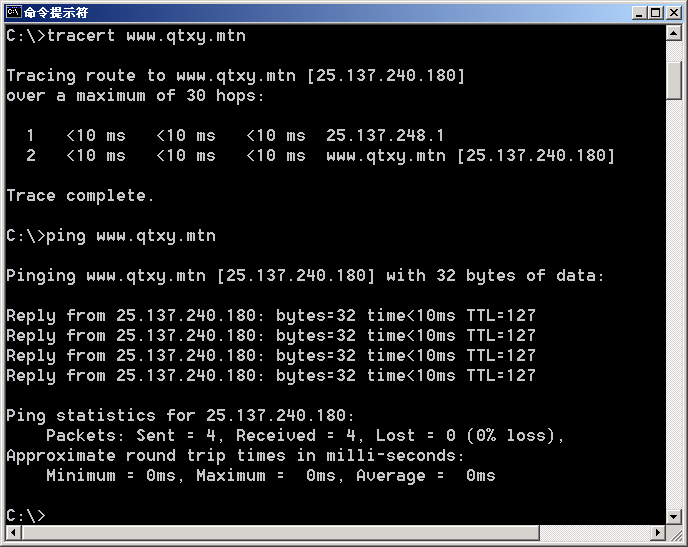 命令提示符
C:\>tracert www.qtxy.mtn
Tracing route to www.qtxy.mtn [25.137.240.180]
over a maximum of 30 hops:
1 <10 ms <10 ms <10 ms 25.137.248.1
2 <10 ms <10 ms <10 ms www.qtxy.mtn [25.137.240.180]
Trace complete.
C:\>ping www.qtxy.mtn
Pinging www.qtxy.mtn [25.137.240.180] with 32 bytes of data:
Reply from 25.137.240.180: bytes=32 time<10ms TTL=127
Reply from 25.137.240.180: bytes=32 time<10ms TTL=127
Reply from 25.137.240.180: bytes=32 time<10ms TTL=127
Reply from 25.137.240.180: bytes=32 time<10ms TTL=127
Ping statistics for 25.137.240.180:
Packets: Sent = 4, Received = 4, Lost = 0 (0% loss),
Approximate round trip times in milli-seconds:
Minimum = 0ms, Maximum =  0ms, Average =  0ms
C:\>